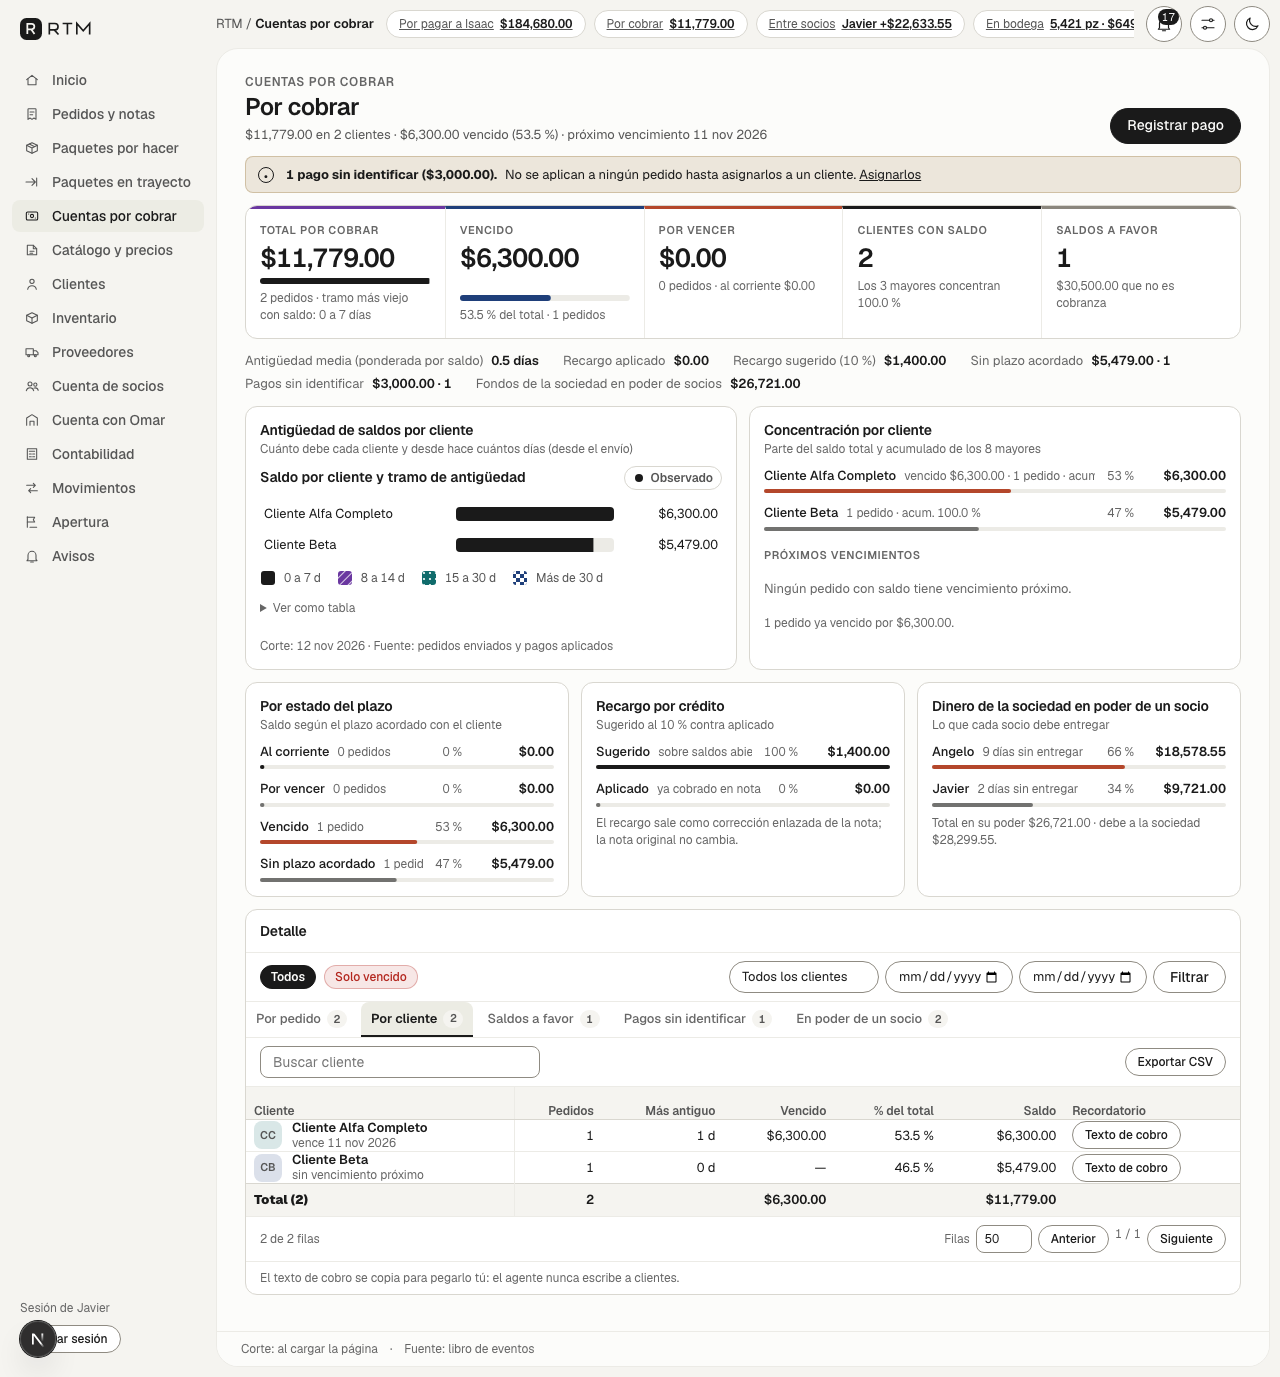 R RTM
RTM / Cuentas por cobrar
Por pagar a Isaac $184,680.00
Por cobrar $11,779.00
Entre socios Javier +$22,633.55
En bodega 5,421 pz · $649
17
Inicio
Pedidos y notas
Paquetes por hacer
Paquetes en trayecto
Cuentas por cobrar
Catálogo y precios
Clientes
Inventario
Proveedores
Cuenta de socios
Cuenta con Omar
Contabilidad
Movimientos
Apertura
Avisos
Sesión de Javier
N ar sesión
CUENTAS POR COBRAR
Por cobrar
$11,779.00 en 2 clientes · $6,300.00 vencido (53.5 %) · próximo vencimiento 11 nov 2026
Registrar pago
1 pago sin identificar ($3,000.00). No se aplican a ningún pedido hasta asignarlos a un cliente. Asignarlos
TOTAL POR COBRAR
$11,779.00
2 pedidos · tramo más viejo
con saldo: 0 a 7 días
VENCIDO
$6,300.00
53.5 % del total · 1 pedidos
POR VENCER
$0.00
0 pedidos · al corriente $0.00
CLIENTES CON SALDO
2
Los 3 mayores concentran
100.0 %
SALDOS A FAVOR
1
$30,500.00 que no es
cobranza
Antigüedad media (ponderada por saldo) 0.5 días Recargo aplicado $0.00 Recargo sugerido (10 %) $1,400.00 Sin plazo acordado $5,479.00 · 1
Pagos sin identificar $3,000.00 · 1 Fondos de la sociedad en poder de socios $26,721.00
Antigüedad de saldos por cliente
Cuánto debe cada cliente y desde hace cuántos días (desde el envío)
Saldo por cliente y tramo de antigüedad Observado
Cliente Alfa Completo $6,300.00
Cliente Beta $5,479.00
0 a 7 d 8 a 14 d 15 a 30 d Más de 30 d
Ver como tabla
Corte: 12 nov 2026 · Fuente: pedidos enviados y pagos aplicados
Concentración por cliente
Parte del saldo total y acumulado de los 8 mayores
Cliente Alfa Completo vencido $6,300.00 · 1 pedido · acum 53 % $6,300.00
Cliente Beta 1 pedido · acum. 100.0 % 47 % $5,479.00
PRÓXIMOS VENCIMIENTOS
Ningún pedido con saldo tiene vencimiento próximo.
1 pedido ya vencido por $6,300.00.
Por estado del plazo
Saldo según el plazo acordado con el cliente
Al corriente 0 pedidos 0 % $0.00
Por vencer 0 pedidos 0 % $0.00
Vencido 1 pedido 53 % $6,300.00
Sin plazo acordado 1 pedid 47 % $5,479.00
Recargo por crédito
Sugerido al 10 % contra aplicado
Sugerido sobre saldos abie 100 % $1,400.00
Aplicado ya cobrado en nota 0 % $0.00
El recargo sale como corrección enlazada de la nota;
la nota original no cambia.
Dinero de la sociedad en poder de un socio
Lo que cada socio debe entregar
Angelo 9 días sin entregar 66 % $18,578.55
Javier 2 días sin entregar 34 % $9,721.00
Total en su poder $26,721.00 · debe a la sociedad
$28,299.55.
Detalle
Todos Solo vencido Todos los clientes mm/dd/yyyy mm/dd/yyyy Filtrar
Por pedido 2 Por cliente 2 Saldos a favor 1 Pagos sin identificar 1 En poder de un socio 2
Buscar cliente Exportar CSV
Cliente Pedidos Más antiguo Vencido % del total Saldo Recordatorio
CC Cliente Alfa Completo 1 1 d $6,300.00 53.5 % $6,300.00 Texto de cobro
vence 11 nov 2026
CB Cliente Beta 1 0 d — 46.5 % $5,479.00 Texto de cobro
sin vencimiento próximo
Total (2) 2 $6,300.00 $11,779.00
2 de 2 filas Filas 50 Anterior 1 / 1 Siguiente
El texto de cobro se copia para pegarlo tú: el agente nunca escribe a clientes.
Corte: al cargar la página · Fuente: libro de eventos